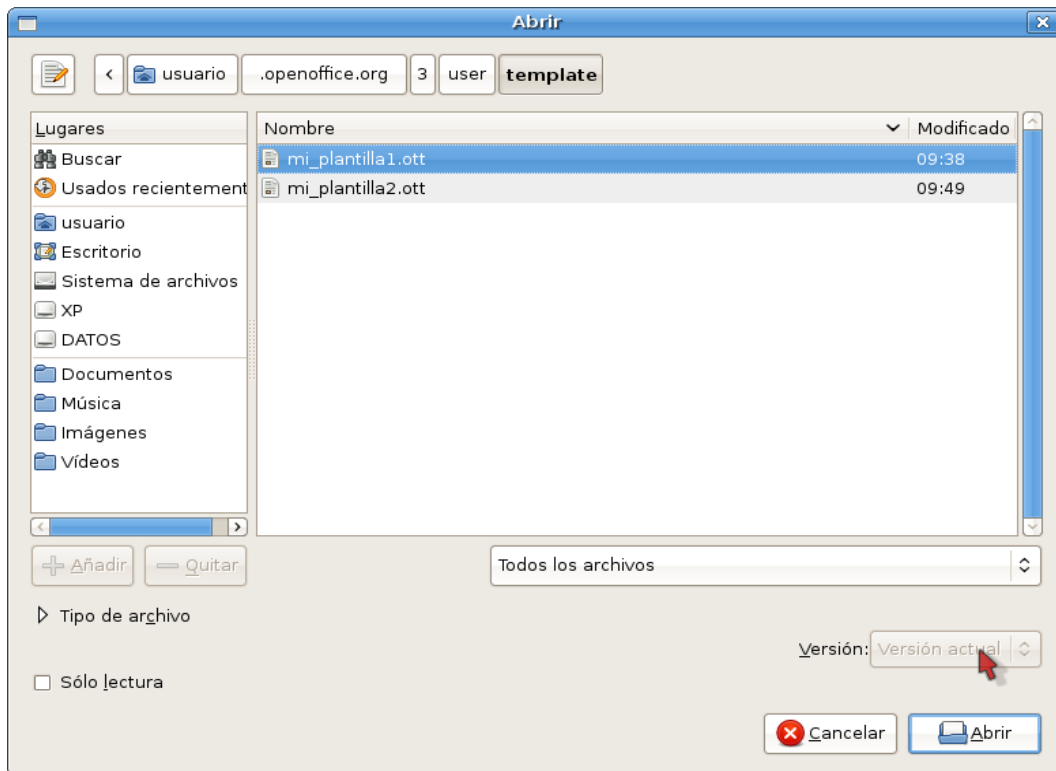 Abrir
usuario .openoffice.org 3 user template
Lugares
Buscar
Usados recientement
usuario
Escritorio
Sistema de archivos
XP
DATOS
Documentos
Música
Imágenes
Vídeos
Nombre Modificado
mi_plantilla1.ott 09:38
mi_plantilla2.ott 09:49
Añadir Quitar Todos los archivos
Tipo de archivo
Versión: Versión actual
Sólo lectura
Cancelar Abrir